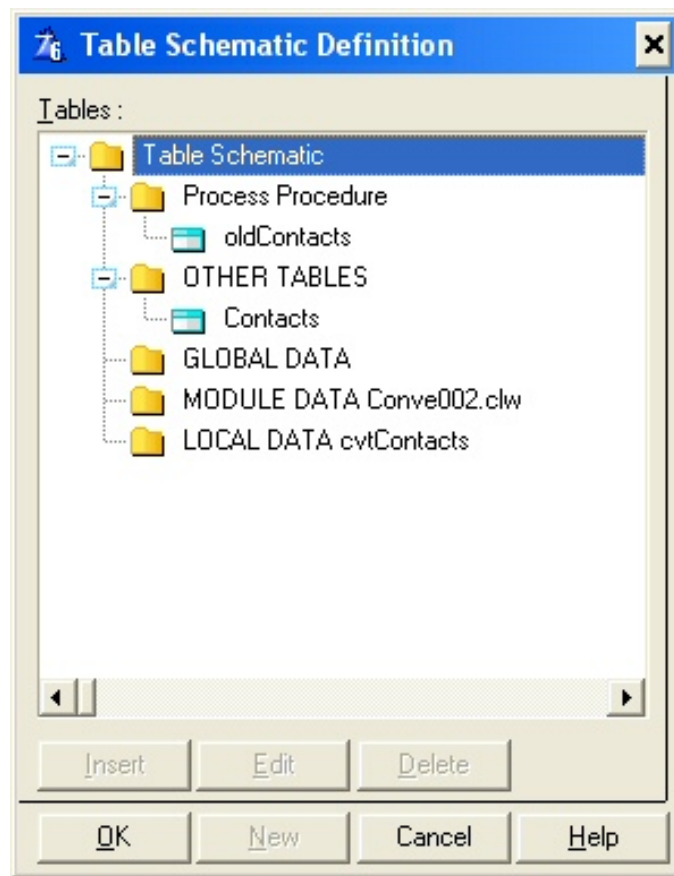 Table Schematic Definition
Tables :
Table Schematic
Process Procedure
oldContacts
OTHER TABLES
Contacts
GLOBAL DATA
MODULE DATA Conve002.clw
LOCAL DATA cvtContacts
Insert Edit Delete
OK New Cancel Help